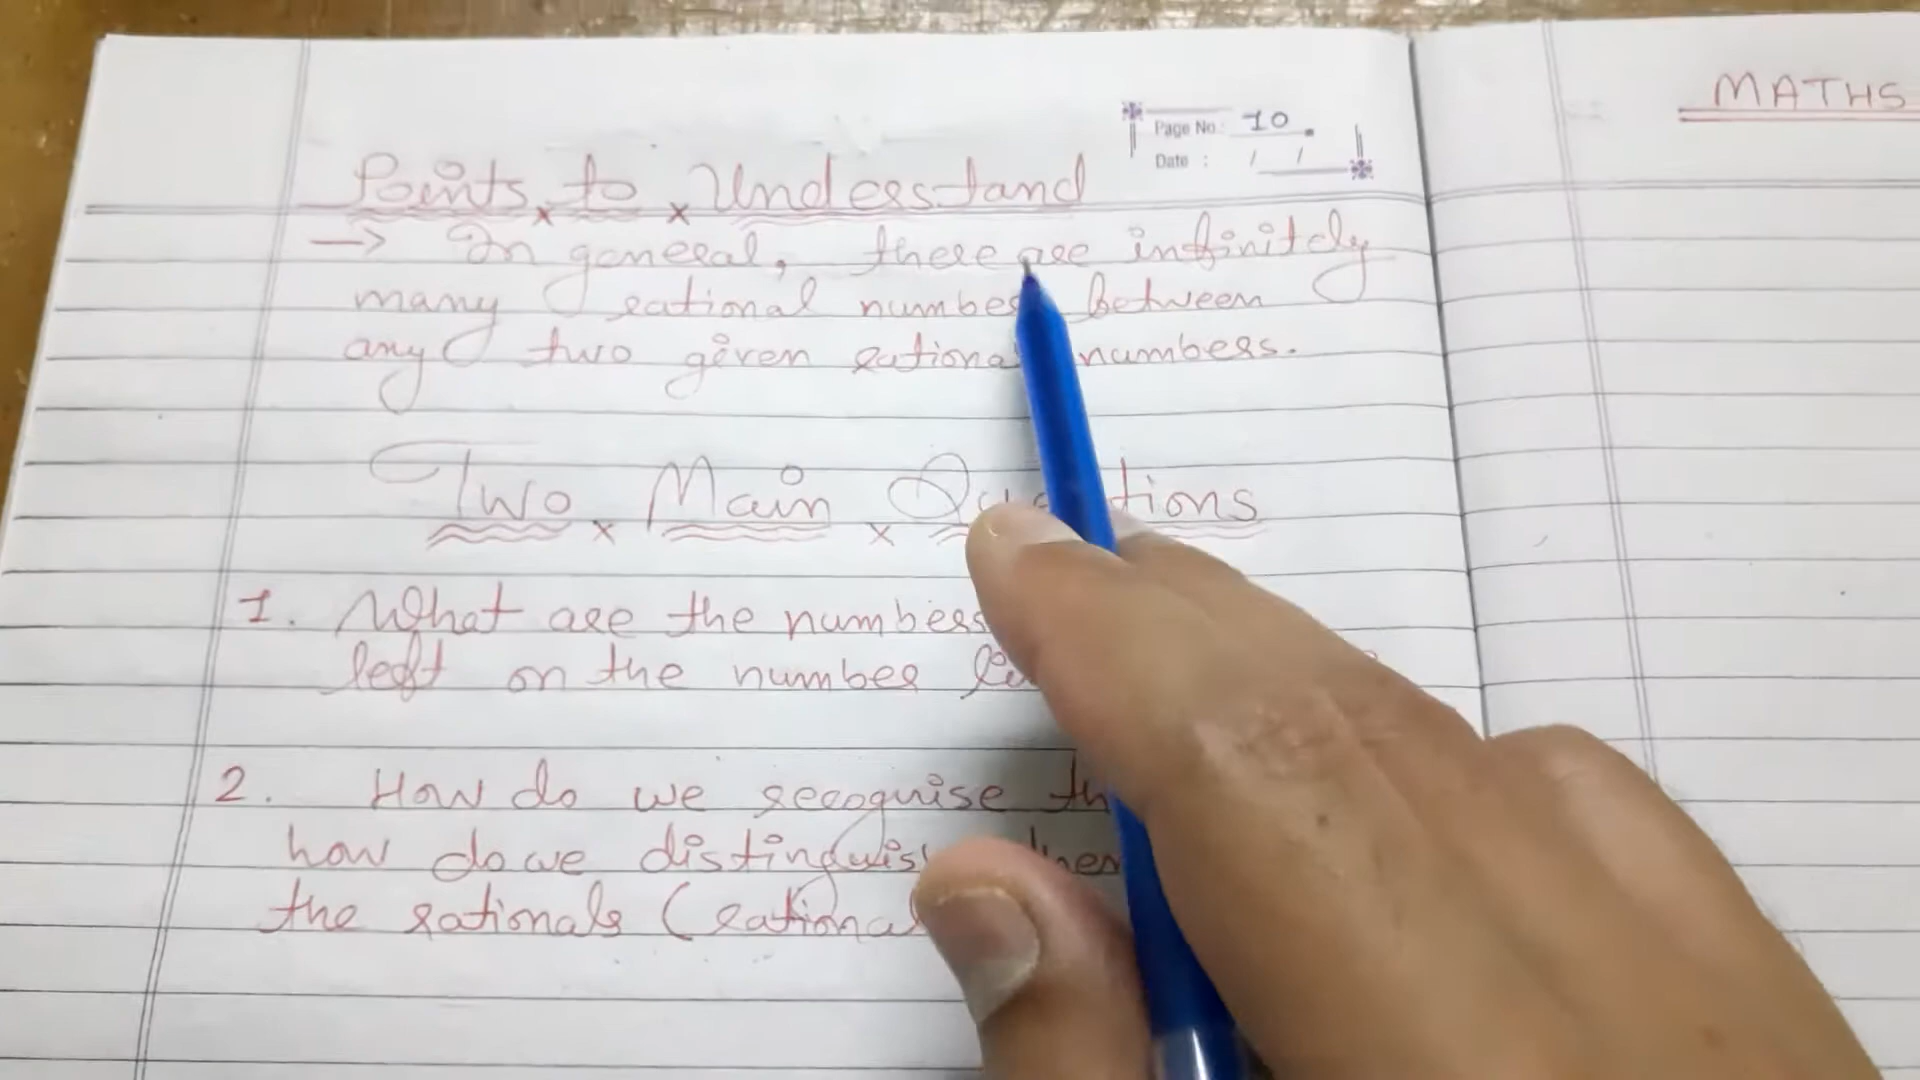 MATHS
Page No.: 10
Date : / /
Points to Understand
→ In general, there are infinitely
many rational number between
any two given rational numbers.
Two Main Questions
1. What are the numbers
left on the number
2. How do we recognise
how do we distinguish
the rationals (rational